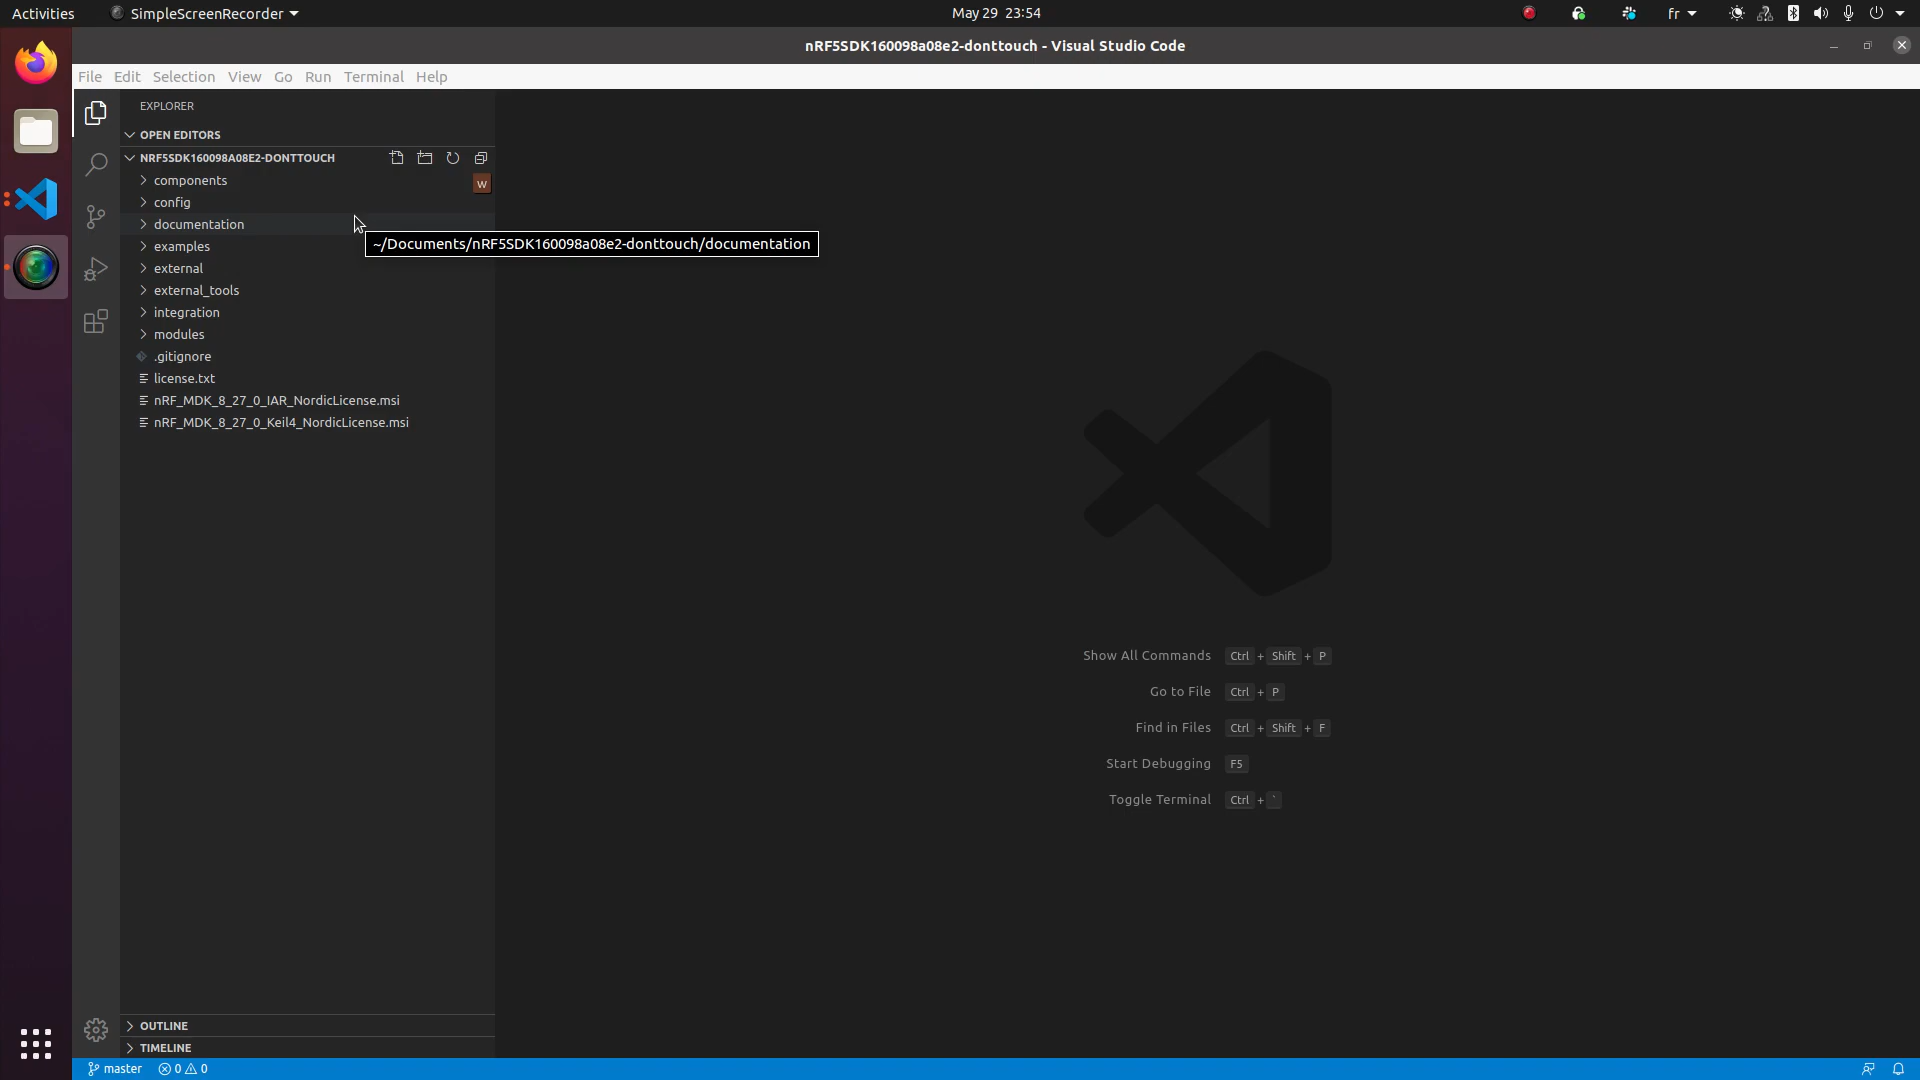 Activities SimpleScreenRecorder May 29 23:54 fr
nRF5SDK160098a08e2-donttouch - Visual Studio Code
File Edit Selection View Go Run Terminal Help
EXPLORER
OPEN EDITORS
NRF5SDK160098A08E2-DONTTOUCH
components
W
config
documentation
~/Documents/nRF5SDK160098a08e2-donttouch/documentation
examples
external
external_tools
integration
modules
.gitignore
license.txt
nRF_MDK_8_27_0_IAR_NordicLicense.msi
nRF_MDK_8_27_0_Keil4_NordicLicense.msi
Show All Commands Ctrl + Shift + P
Go to File Ctrl + P
Find in Files Ctrl + Shift + F
Start Debugging F5
Toggle Terminal Ctrl + `
OUTLINE
TIMELINE
master 0 0